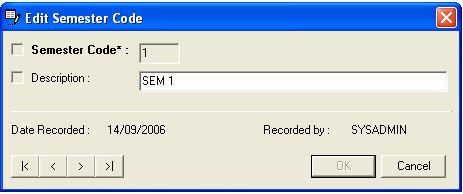 Edit Semester Code
Semester Code* : 1
Description : SEM 1
Date Recorded : 14/09/2006 Recorded by : SYSADMIN
OK Cancel